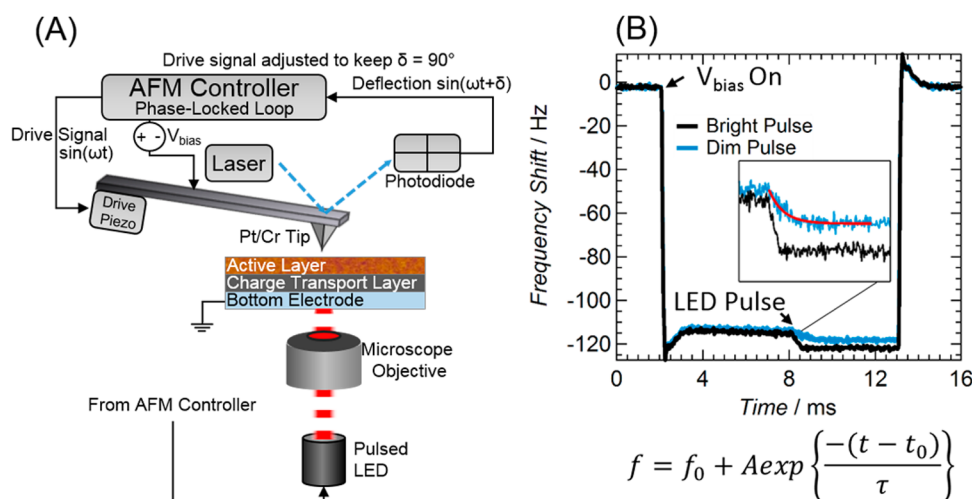 (A)
Drive signal adjusted to keep δ = 90°
AFM Controller
Phase-Locked Loop
Deflection sin(ωt+δ)
Drive Signal
sin(ωt)
+ -
V_bias
Laser
Photodiode
Drive
Piezo
Pt/Cr Tip
Active Layer
Charge Transport Layer
Bottom Electrode
Microscope
Objective
From AFM Controller
Pulsed
LED
(B)
Frequency Shift / Hz
0
-20
-40
-60
-80
-100
-120
V_bias On
Bright Pulse
Dim Pulse
LED Pulse
0 4 8 12 16
Time / ms
f = f₀ + Aexp{−(t − t₀)/τ}